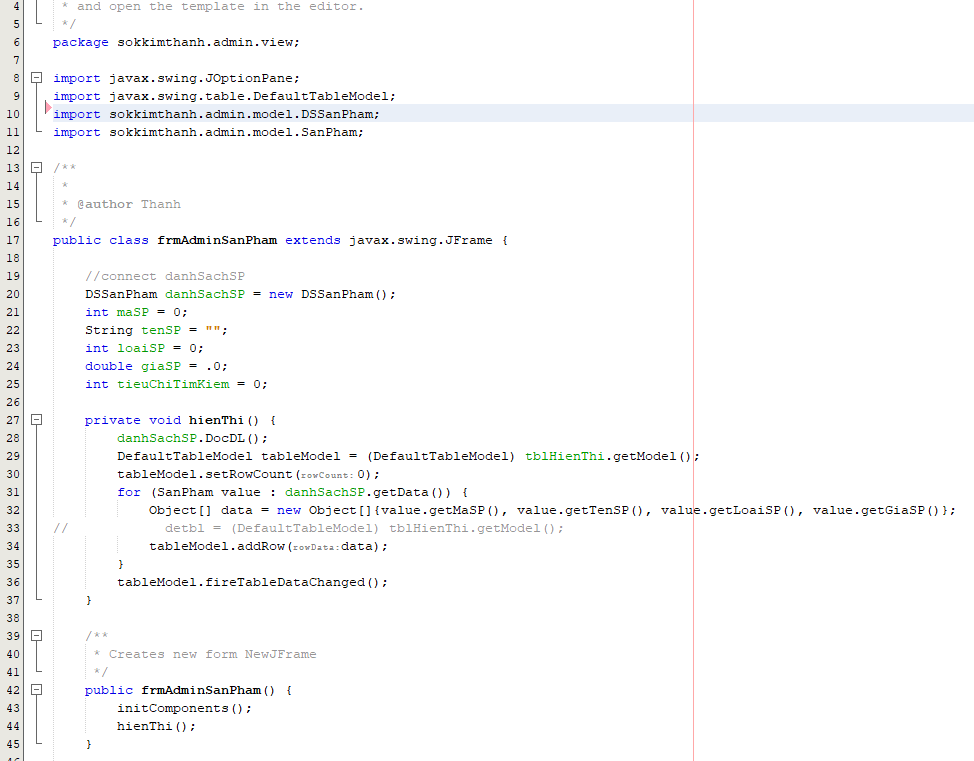 4 * and open the template in the editor.
5 */
6 package sokkimthanh.admin.view;
7
8 import javax.swing.JOptionPane;
9 import javax.swing.table.DefaultTableModel;
10 import sokkimthanh.admin.model.DSSanPham;
11 import sokkimthanh.admin.model.SanPham;
12
13 /**
14 *
15 * @author Thanh
16 */
17 public class frmAdminSanPham extends javax.swing.JFrame {
18
19 //connect danhSachSP
20 DSSanPham danhSachSP = new DSSanPham();
21 int maSP = 0;
22 String tenSP = "";
23 int loaiSP = 0;
24 double giaSP = .0;
25 int tieuChiTimKiem = 0;
26
27 private void hienThi() {
28 danhSachSP.DocDL();
29 DefaultTableModel tableModel = (DefaultTableModel) tblHienThi.getModel();
30 tableModel.setRowCount(rowCount: 0);
31 for (SanPham value : danhSachSP.getData()) {
32 Object[] data = new Object[]{value.getMaSP(), value.getTenSP(), value.getLoaiSP(), value.getGiaSP()};
33 // detbl = (DefaultTableModel) tblHienThi.getModel();
34 tableModel.addRow(rowData: data);
35 }
36 tableModel.fireTableDataChanged();
37 }
38
39 /**
40 * Creates new form NewJFrame
41 */
42 public frmAdminSanPham() {
43 initComponents();
44 hienThi();
45 }